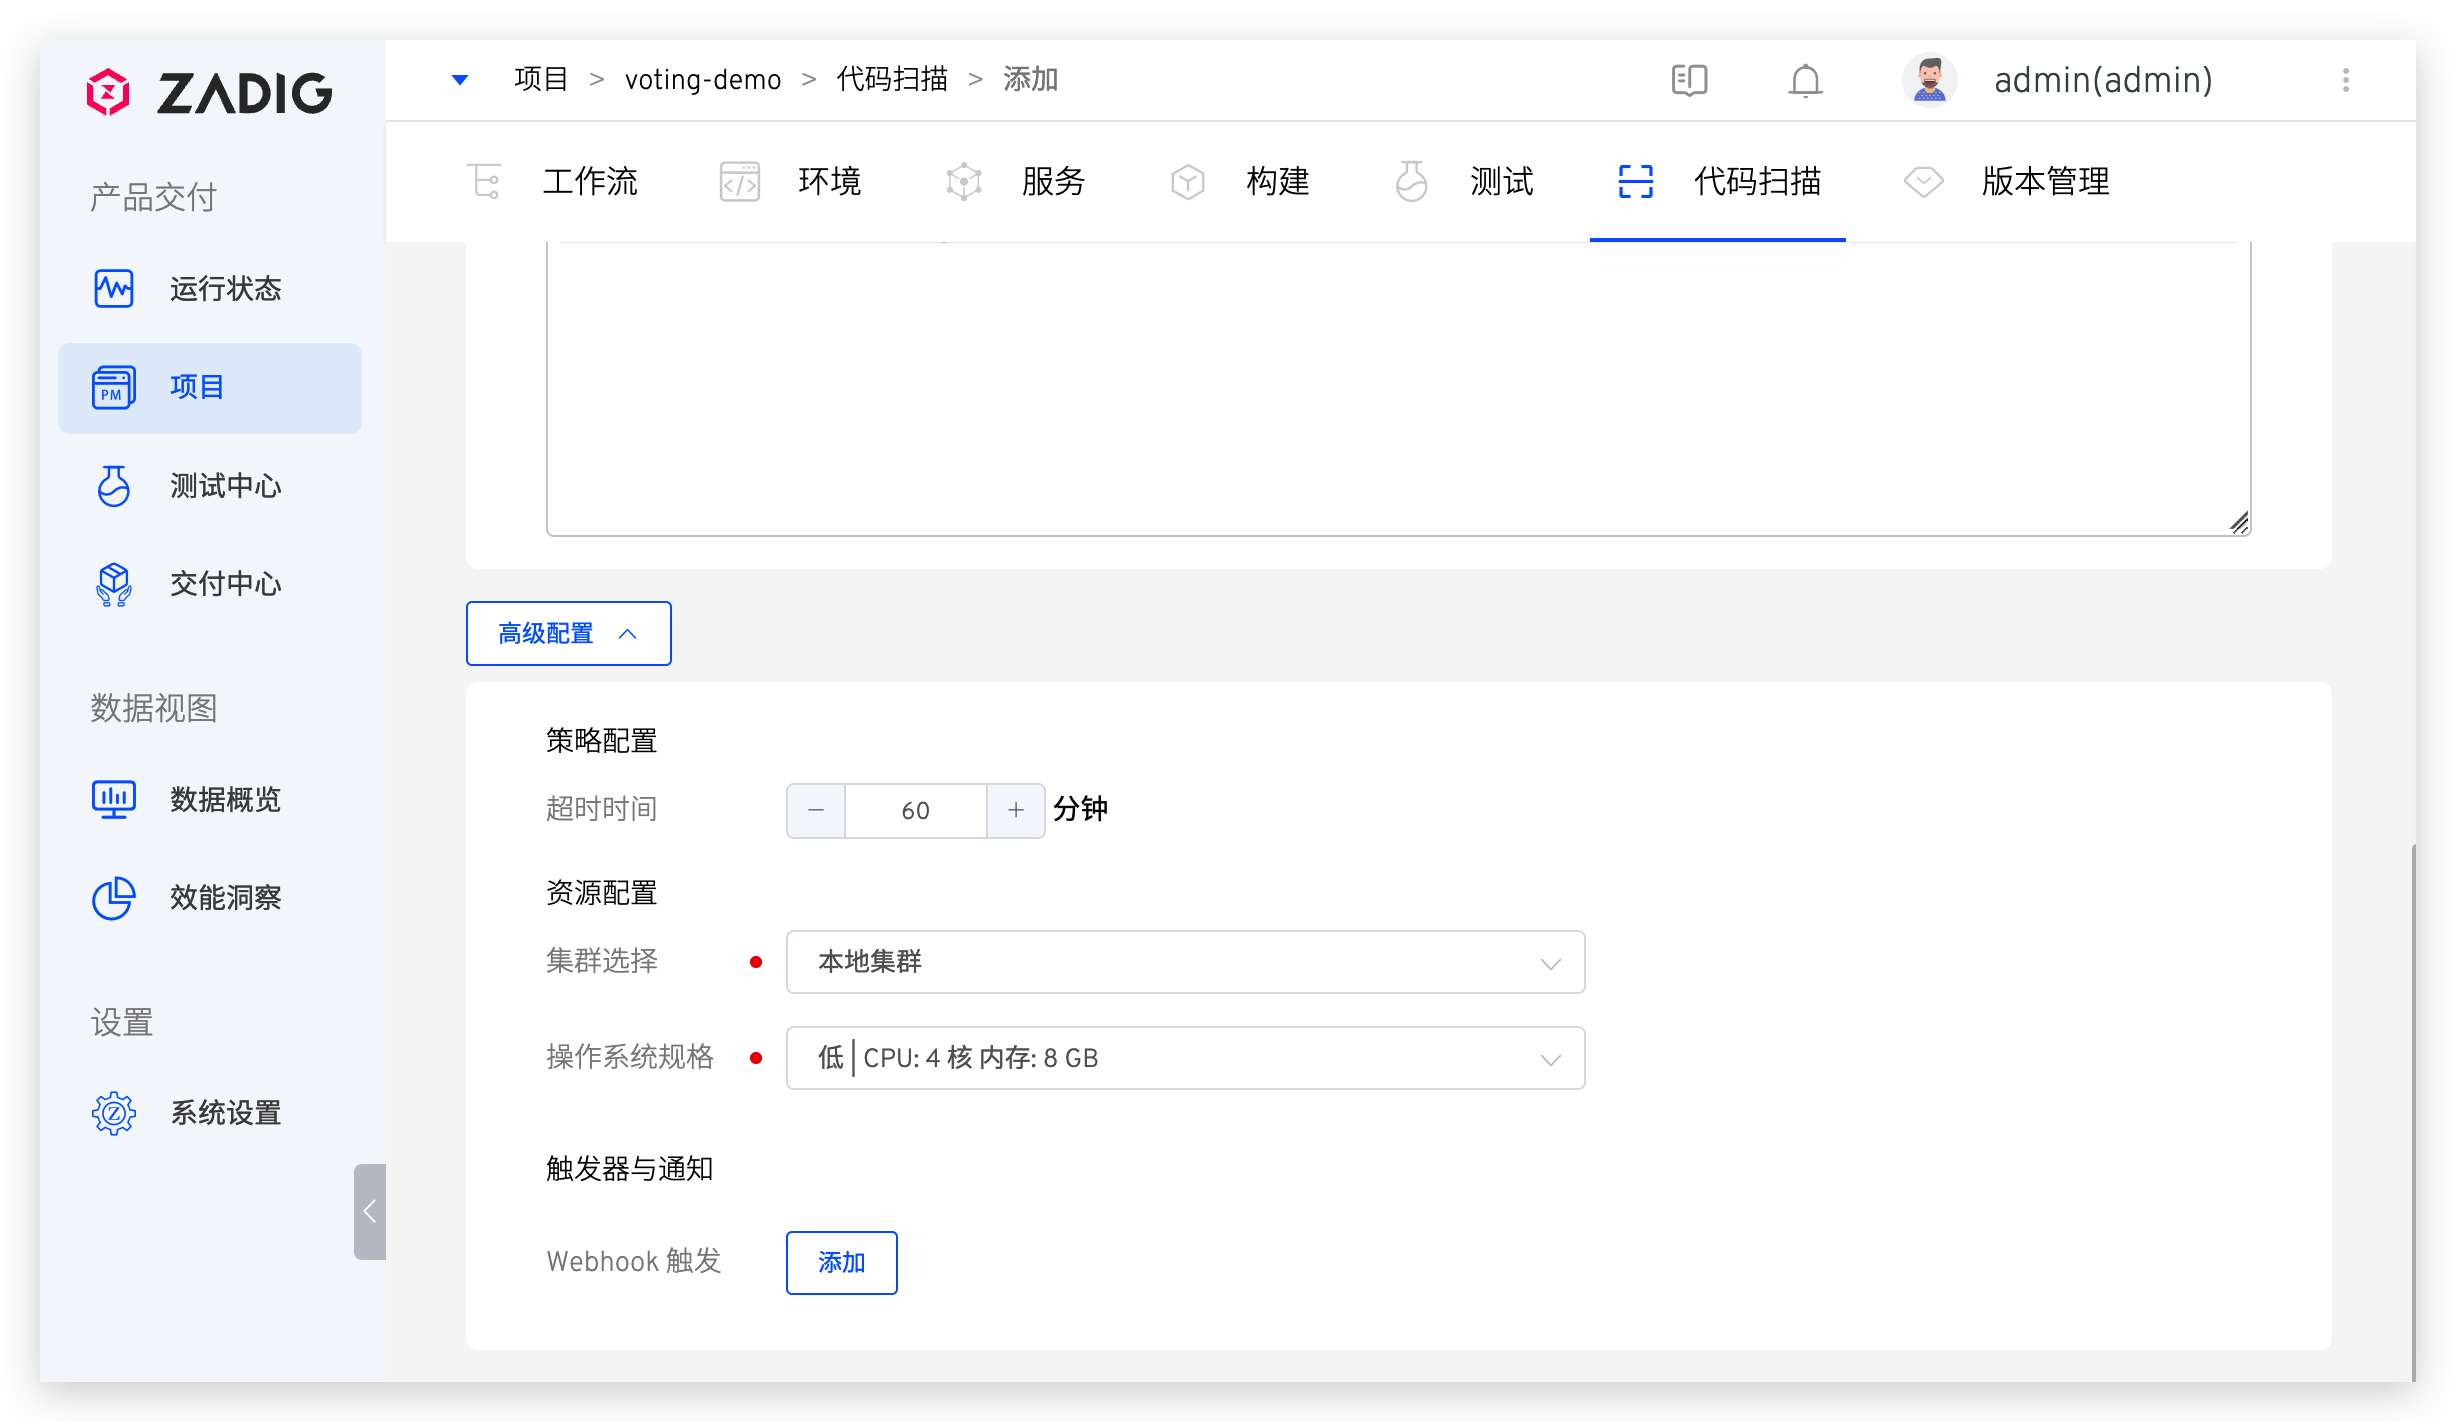 ZADIG
项目 > voting-demo > 代码扫描 > 添加
admin(admin)
工作流 环境 服务 构建 测试 代码扫描 版本管理
产品交付
运行状态
PM 项目
测试中心
交付中心
数据视图
数据概览
效能洞察
设置
系统设置
高级配置
策略配置
超时时间 − 60 + 分钟
资源配置
集群选择 本地集群
操作系统规格 低 | CPU: 4 核 内存: 8 GB
触发器与通知
Webhook 触发 添加